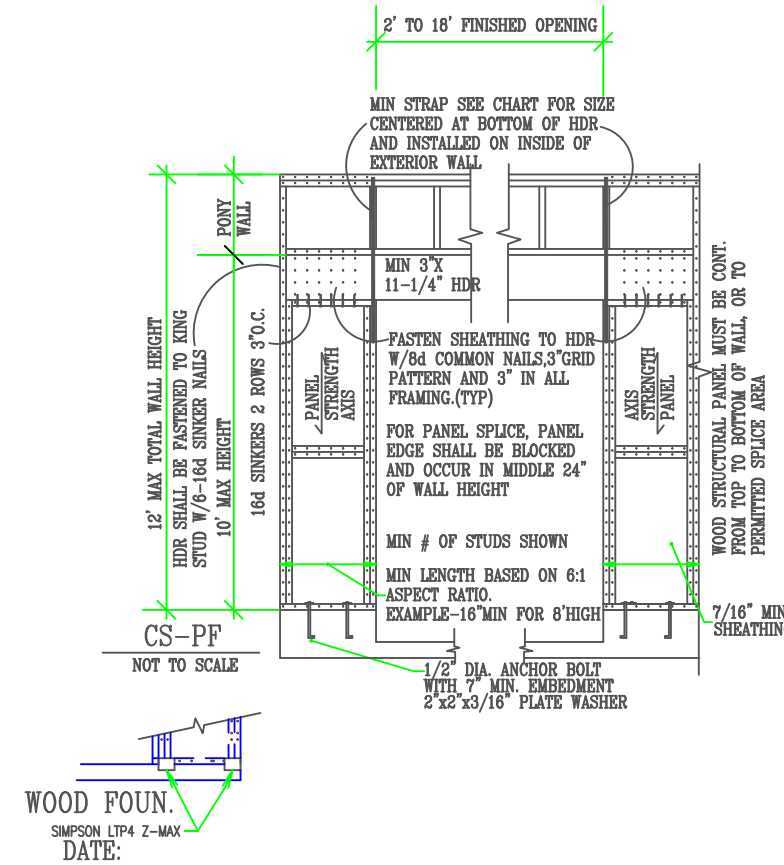 2' TO 18' FINISHED OPENING
MIN STRAP SEE CHART FOR SIZE
CENTERED AT BOTTOM OF HDR
AND INSTALLED ON INSIDE OF
EXTERIOR WALL
PONY
WALL
MIN 3"X
11-1/4" HDR
12' MAX TOTAL WALL HEIGHT
HDR SHALL BE FASTENED TO KING
STUD W/6-16d SINKER NAILS
10' MAX HEIGHT
16d SINKERS 2 ROWS 3"O.C.
PANEL
STRENGTH
AXIS
FASTEN SHEATHING TO HDR
W/8d COMMON NAILS,3"GRID
PATTERN AND 3" IN ALL
FRAMING.(TYP)
FOR PANEL SPLICE, PANEL
EDGE SHALL BE BLOCKED
AND OCCUR IN MIDDLE 24"
OF WALL HEIGHT
MIN # OF STUDS SHOWN
MIN LENGTH BASED ON 6:1
ASPECT RATIO.
EXAMPLE-16"MIN FOR 8'HIGH
AXIS
STRENGTH
PANEL
WOOD STRUCTURAL PANEL MUST BE CONT.
FROM TOP TO BOTTOM OF WALL, OR TO
PERMITTED SPLICE AREA
7/16" MIN
SHEATHIN
CS-PF
NOT TO SCALE
1/2" DIA. ANCHOR BOLT
WITH 7" MIN. EMBEDMENT
2"x2"x3/16" PLATE WASHER
WOOD FOUN.
SIMPSON LTP4 Z-MAX
DATE: